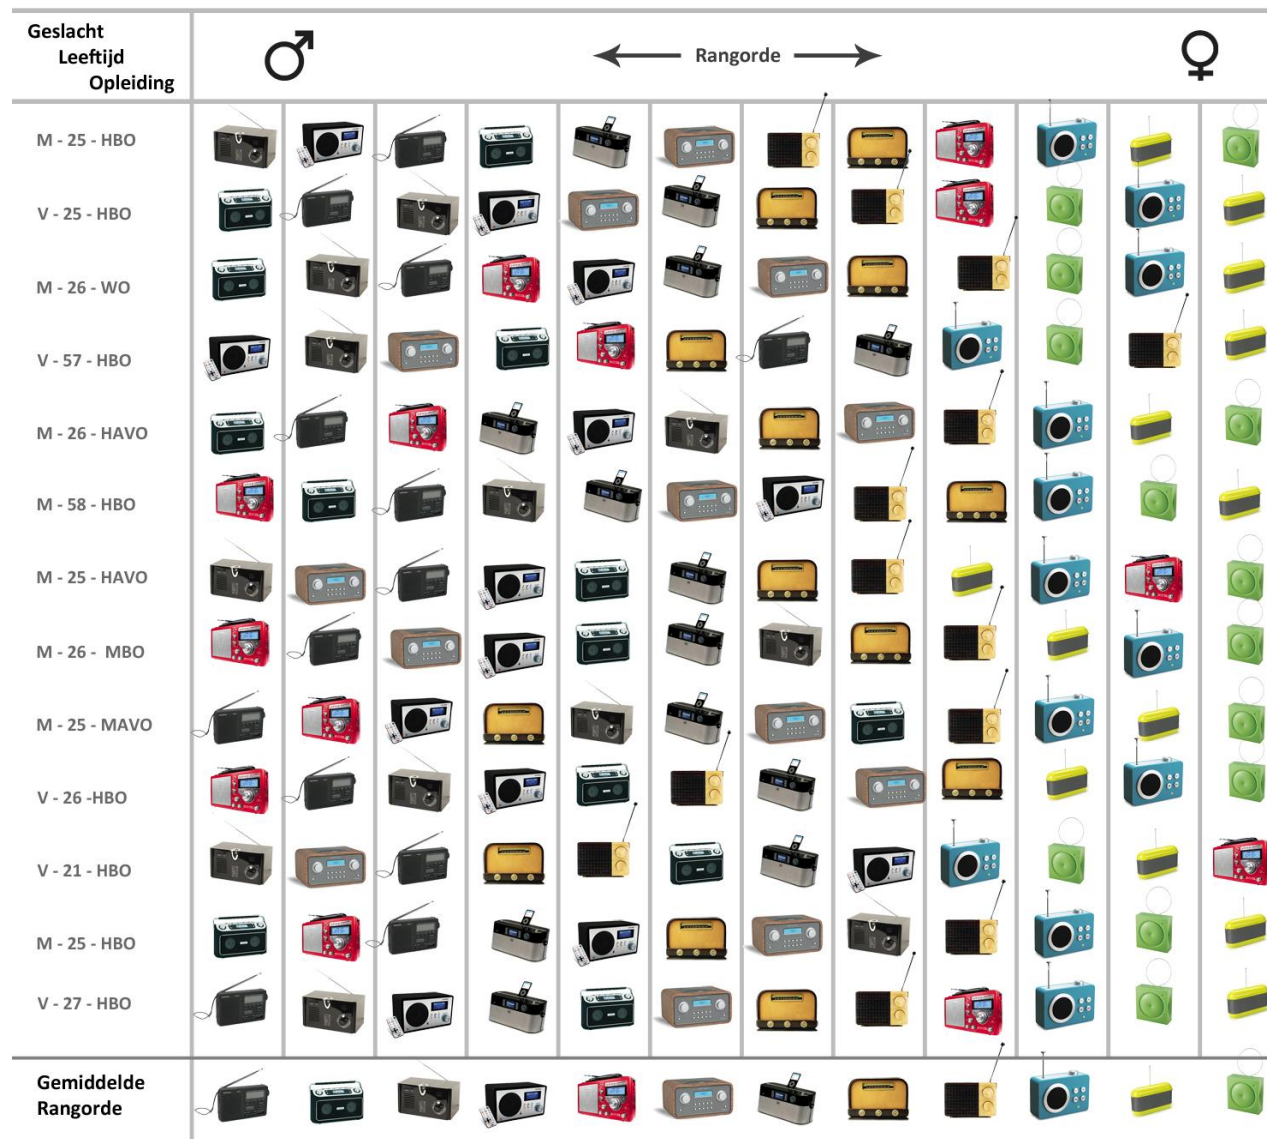 Geslacht
Leeftijd
Opleiding
Rangorde
M - 25 - HBO
V - 25 - HBO
M - 26 - WO
V - 57 - HBO
M - 26 - HAVO
M - 58 - HBO
M - 25 - HAVO
M - 26 -  MBO
M - 25 - MAVO
V - 26 -HBO
V - 21 - HBO
M - 25 - HBO
V - 27 - HBO
Gemiddelde
Rangorde